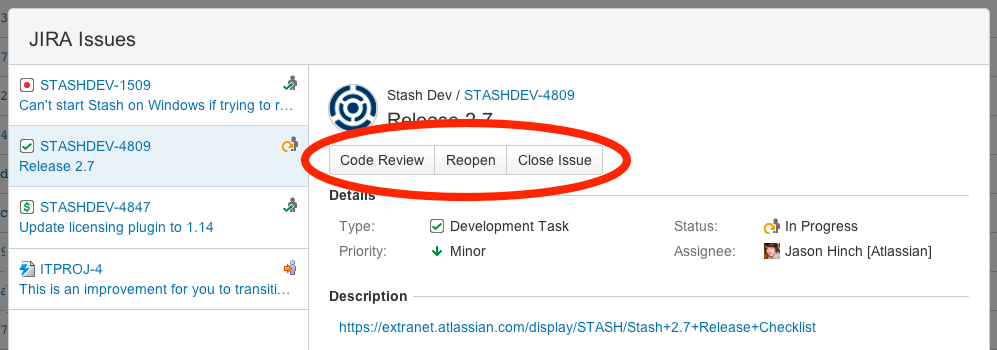 JIRA Issues
STASHDEV-1509
Can't start Stash on Windows if trying to r…
STASHDEV-4809
Release 2.7
STASHDEV-4847
Update licensing plugin to 1.14
ITPROJ-4
This is an improvement for you to transiti…
Stash Dev / STASHDEV-4809
Release 2.7
Code Review Reopen Close Issue
Details
Type: Development Task Status: In Progress
Priority: Minor Assignee: Jason Hinch [Atlassian]
Description
https://extranet.atlassian.com/display/STASH/Stash+2.7+Release+Checklist